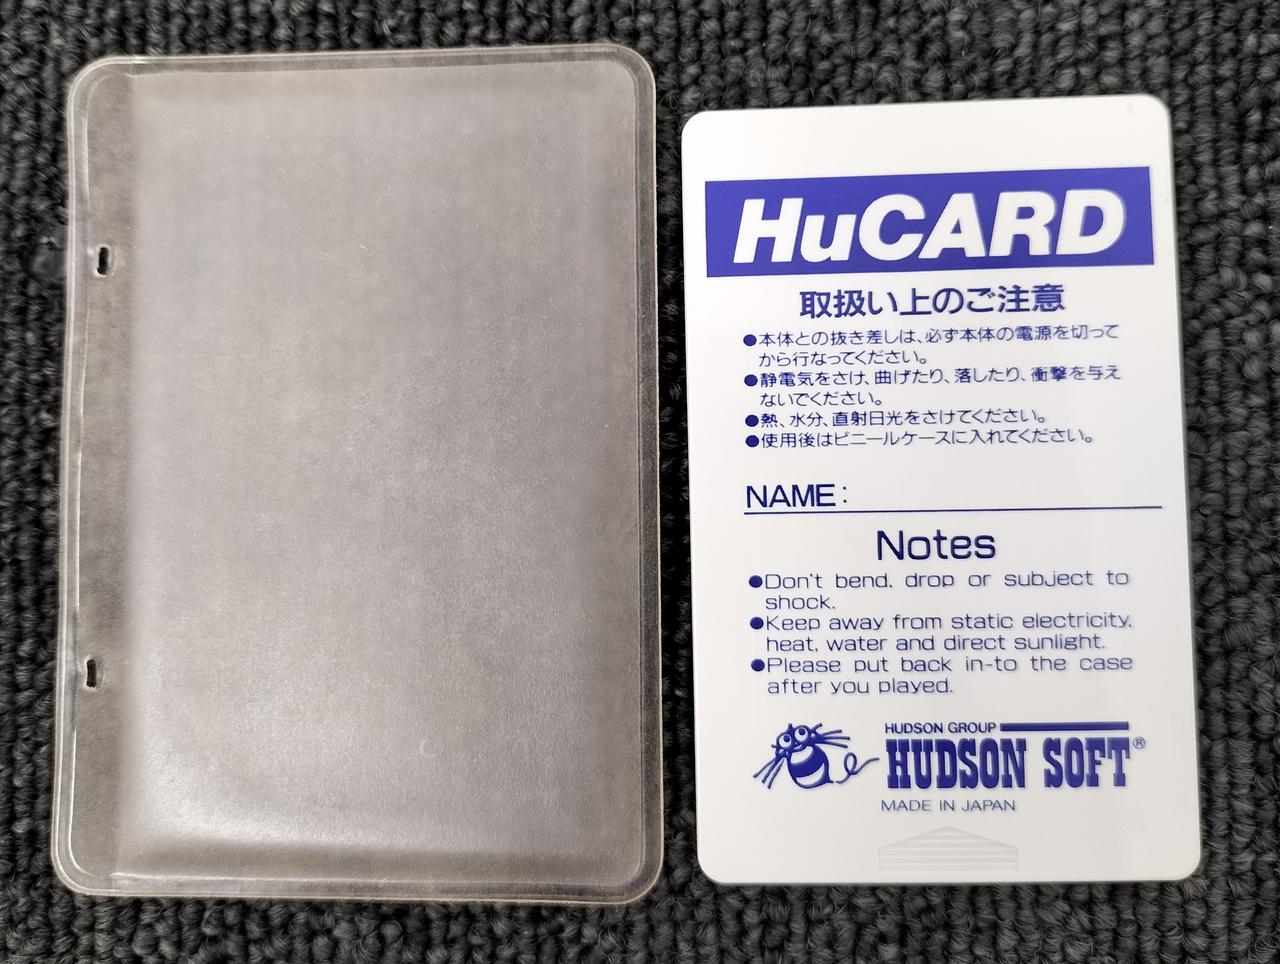 HuCARD
取扱い上のご注意
●本体との抜き差しは、必ず本体の電源を切って
から行なってください。
●静電気をさけ、曲げたり、落したり、衝撃を与え
ないでください。
●熱、水分、直射日光をさけてください。
●使用後はビニールケースに入れてください。
NAME:
Notes
●Don't bend, drop or subject to
shock.
●Keep away from static electricity,
heat, water and direct sunlight.
●Please put back in-to the case
after you played.
HUDSON GROUP
HUDSON SOFT®
MADE IN JAPAN